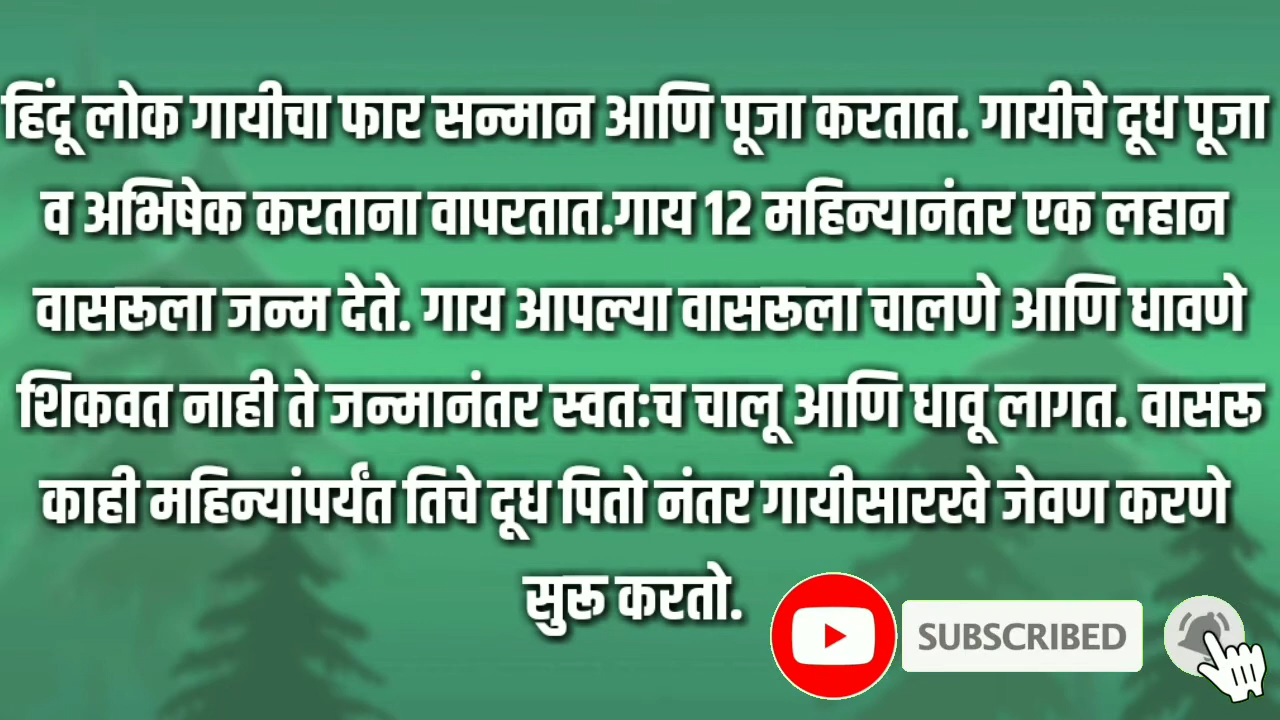 हिंदू लोक गायीचा फार सन्मान आणि पूजा करतात. गायीचे दूध पूजा
व अभिषेक करताना वापरतात.गाय 12 महिन्यानंतर एक लहान
वासरूला जन्म देते. गाय आपल्या वासरूला चालणे आणि धावणे
शिकवत नाही ते जन्मानंतर स्वत:च चालू आणि धावू लागत. वासरू
काही महिन्यांपर्यंत तिचे दूध पितो नंतर गायीसारखे जेवण करणे
सुरू करतो.
SUBSCRIBED